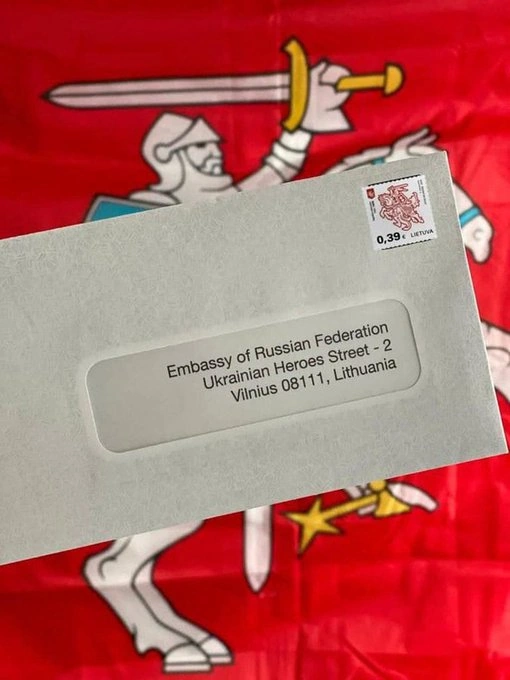 0,39 € LIETUVA
Embassy of Russian Federation
Ukrainian Heroes Street - 2
Vilnius 08111, Lithuania